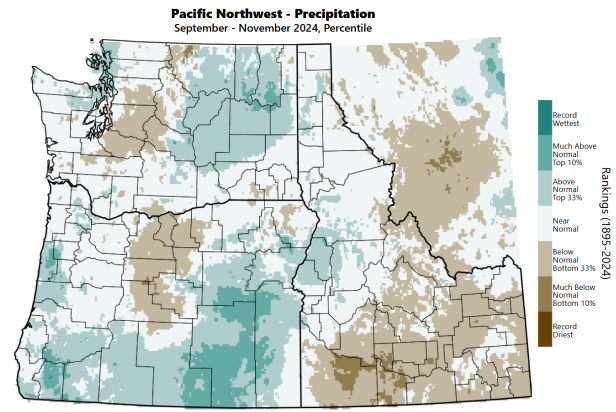 Pacific Northwest - Precipitation
September - November 2024, Percentile
Record
Wettest
Much Above
Normal
Top 10%
Above
Normal
Top 33%
Near
Normal
Below
Normal
Bottom 33%
Much Below
Normal
Bottom 10%
Record
Driest
Rankings (1895-2024)